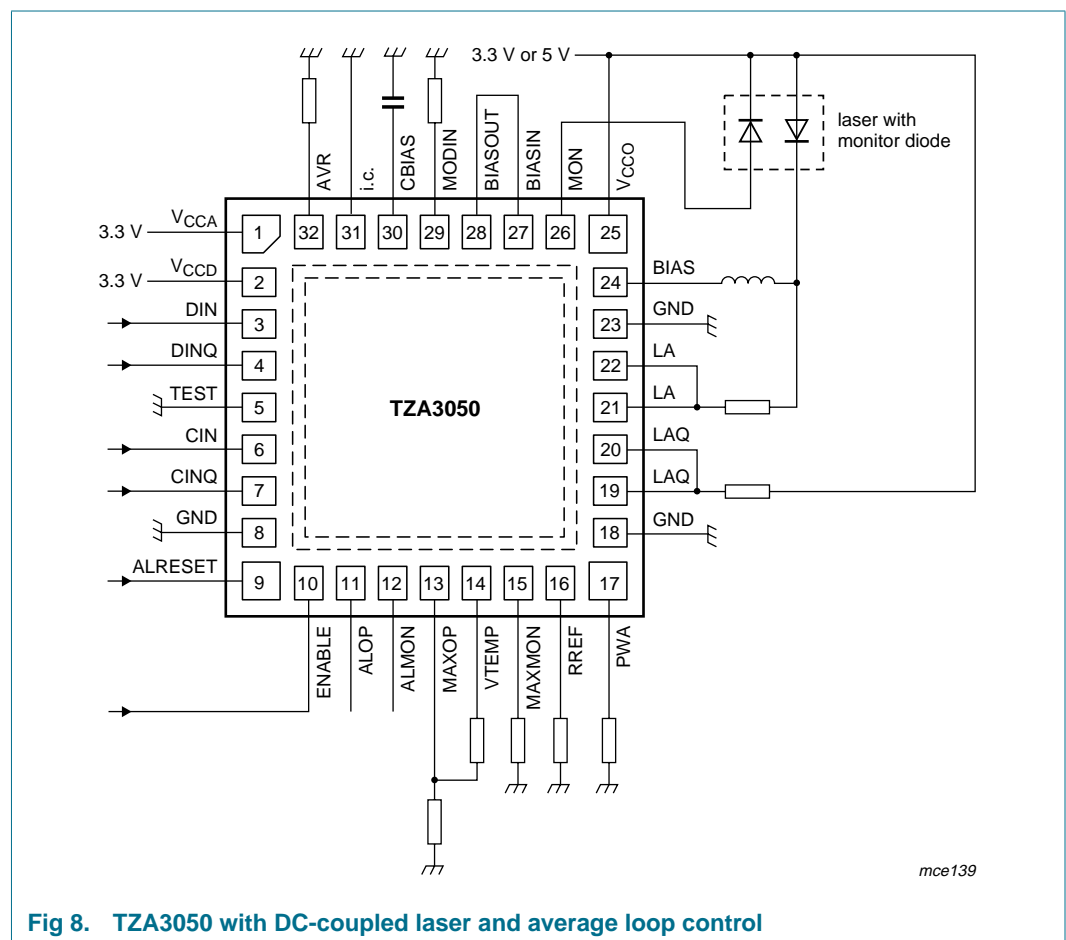 3.3 V or 5 V
laser with
monitor diode
AVR
i.c.
CBIAS
MODIN
BIASOUT
BIASIN
MON
VCCO
32
31
30
29
28
27
26
25
3.3 V
VCCA
1
3.3 V
VCCD
2
DIN
3
DINQ
4
TEST
5
CIN
6
CINQ
7
GND
8
ALRESET
9
TZA3050
24
BIAS
23
GND
22
LA
21
LA
20
LAQ
19
LAQ
18
GND
10
11
12
13
14
15
16
17
ENABLE
ALOP
ALMON
MAXOP
VTEMP
MAXMON
RREF
PWA
mce139
Fig 8. TZA3050 with DC-coupled laser and average loop control